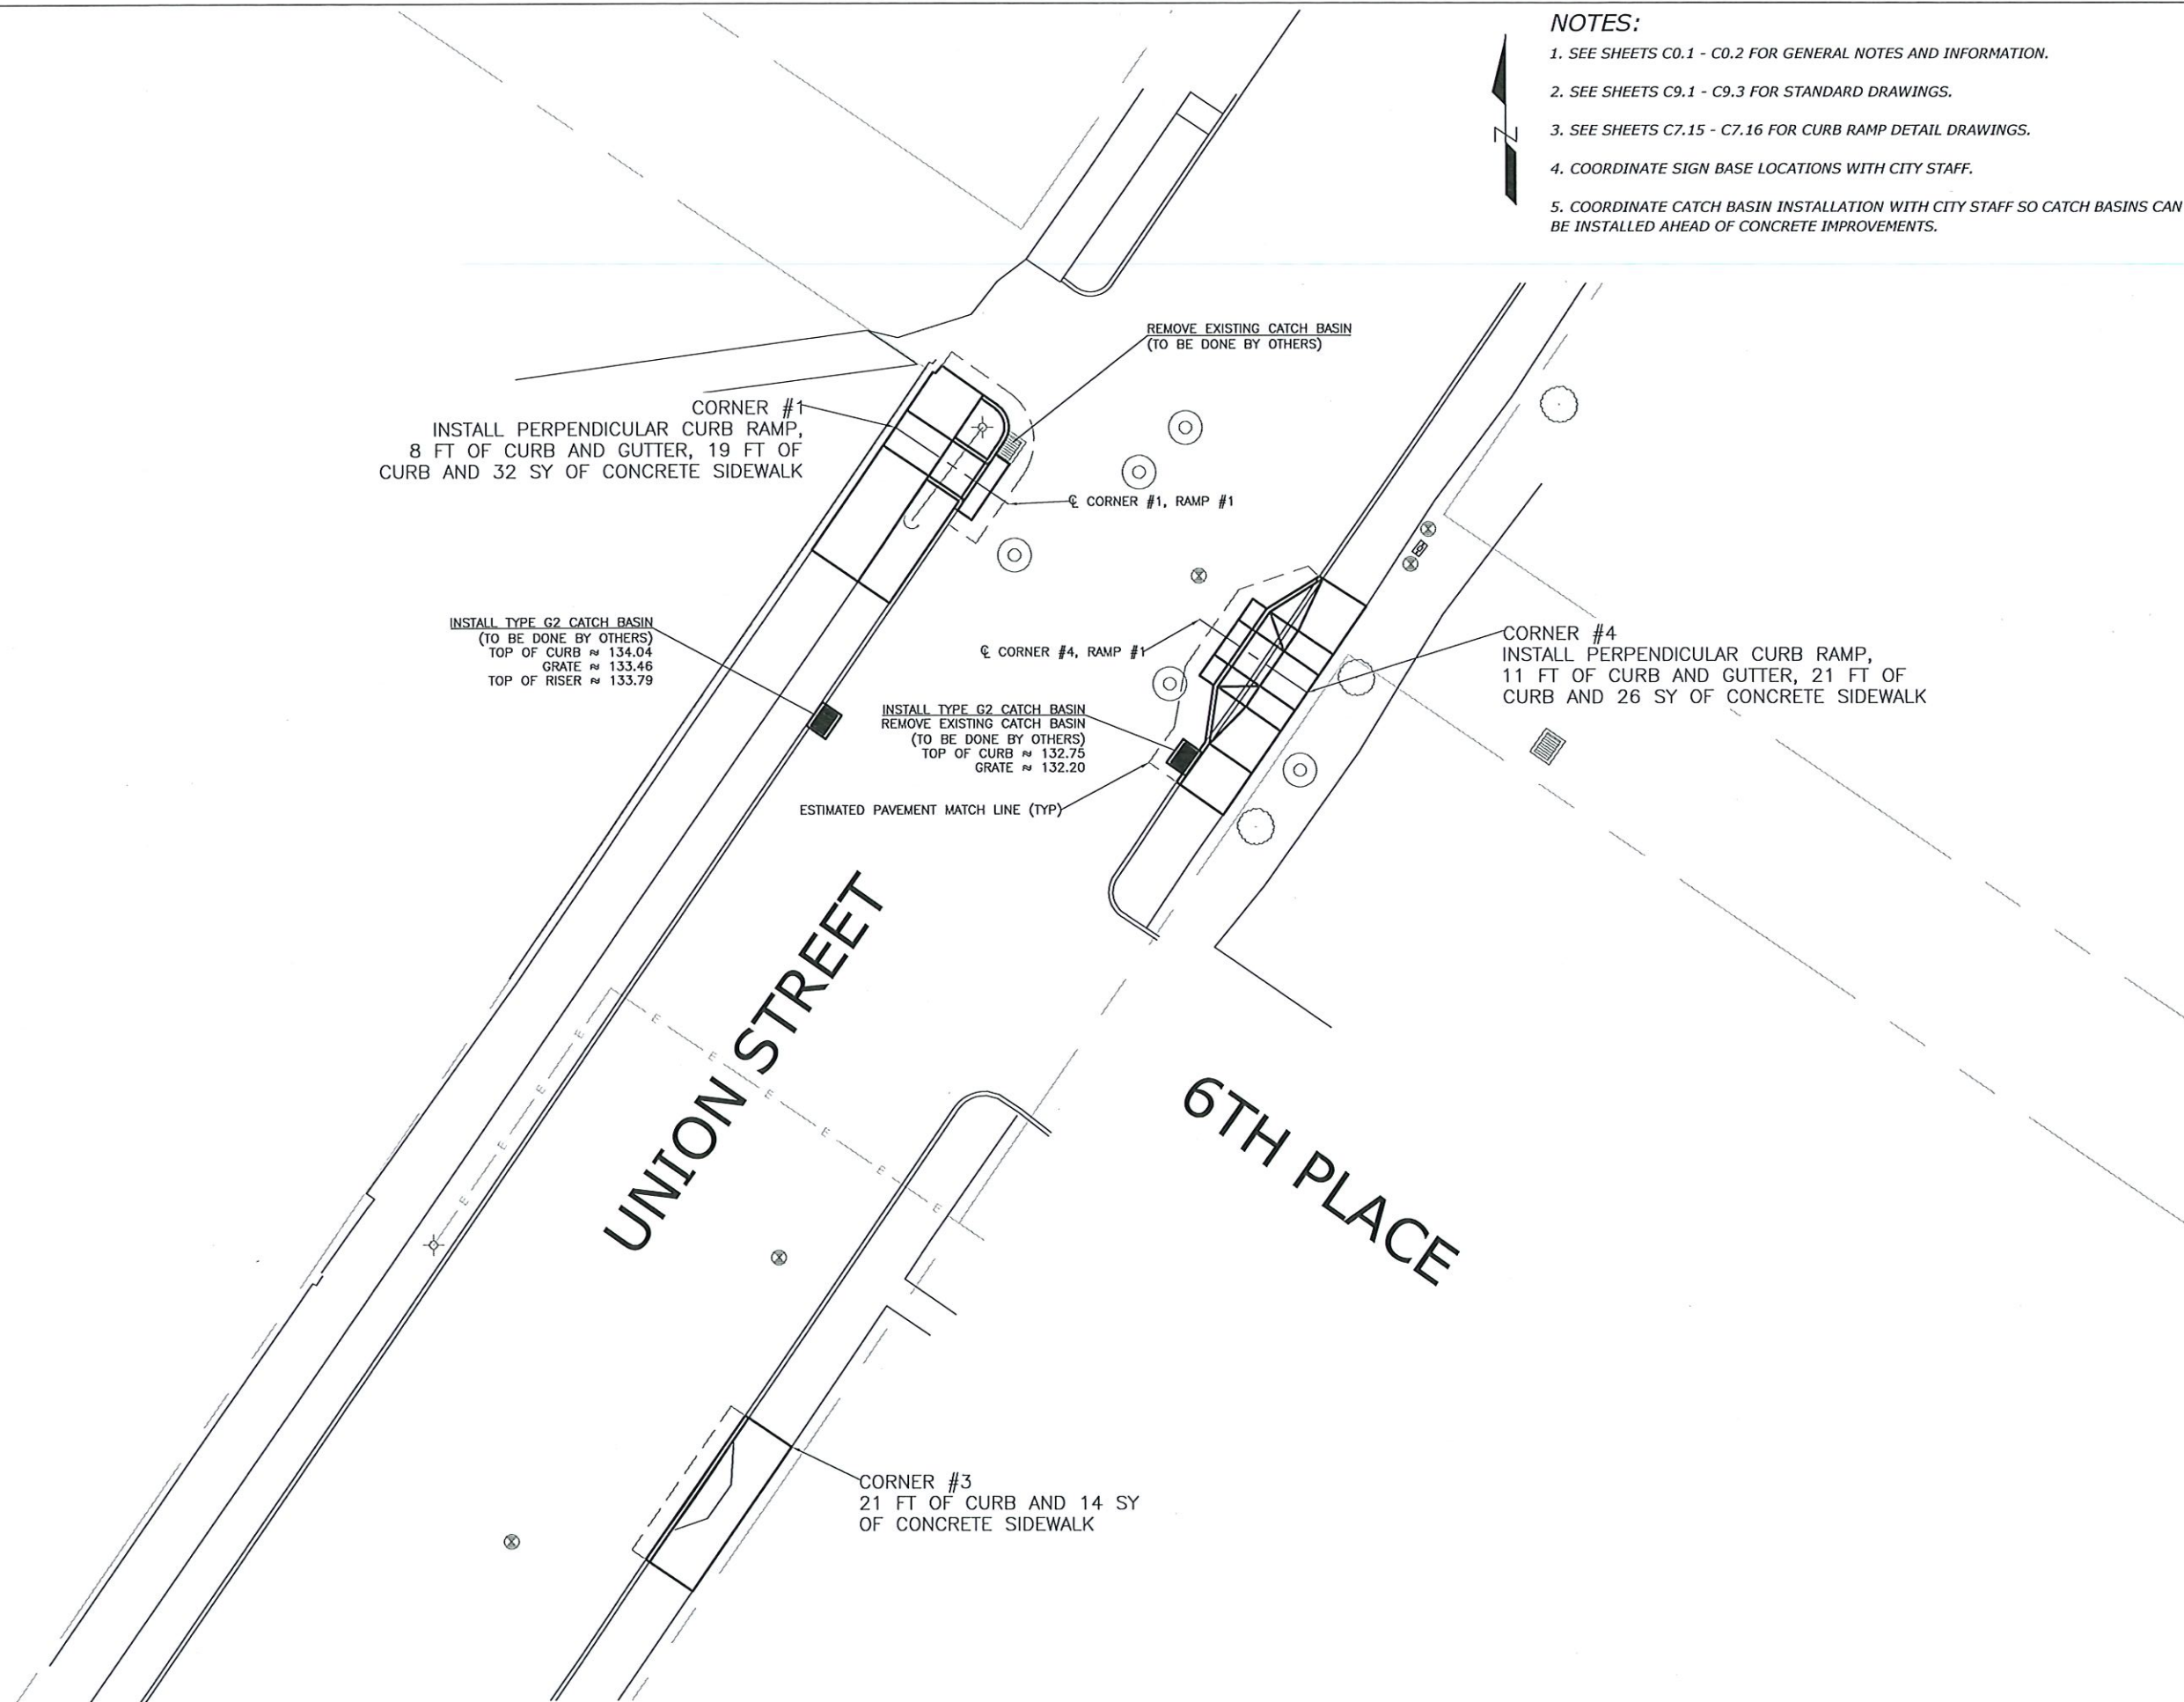 NOTES:
1. SEE SHEETS C0.1 - C0.2 FOR GENERAL NOTES AND INFORMATION.
2. SEE SHEETS C9.1 - C9.3 FOR STANDARD DRAWINGS.
3. SEE SHEETS C7.15 - C7.16 FOR CURB RAMP DETAIL DRAWINGS.
4. COORDINATE SIGN BASE LOCATIONS WITH CITY STAFF.
5. COORDINATE CATCH BASIN INSTALLATION WITH CITY STAFF SO CATCH BASINS CAN
BE INSTALLED AHEAD OF CONCRETE IMPROVEMENTS.
N
REMOVE EXISTING CATCH BASIN
(TO BE DONE BY OTHERS)
CORNER #1
INSTALL PERPENDICULAR CURB RAMP,
8 FT OF CURB AND GUTTER, 19 FT OF
CURB AND 32 SY OF CONCRETE SIDEWALK
℄ CORNER #1, RAMP #1
INSTALL TYPE G2 CATCH BASIN
(TO BE DONE BY OTHERS)
TOP OF CURB ≈ 134.04
GRATE ≈ 133.46
TOP OF RISER ≈ 133.79
℄ CORNER #4, RAMP #1
CORNER #4
INSTALL PERPENDICULAR CURB RAMP,
11 FT OF CURB AND GUTTER, 21 FT OF
CURB AND 26 SY OF CONCRETE SIDEWALK
INSTALL TYPE G2 CATCH BASIN
REMOVE EXISTING CATCH BASIN
(TO BE DONE BY OTHERS)
TOP OF CURB ≈ 132.75
GRATE ≈ 132.20
ESTIMATED PAVEMENT MATCH LINE (TYP)
UNION STREET
6TH PLACE
E
E
E
E
E
E
E
E
E
E
CORNER #3
21 FT OF CURB AND 14 SY
OF CONCRETE SIDEWALK